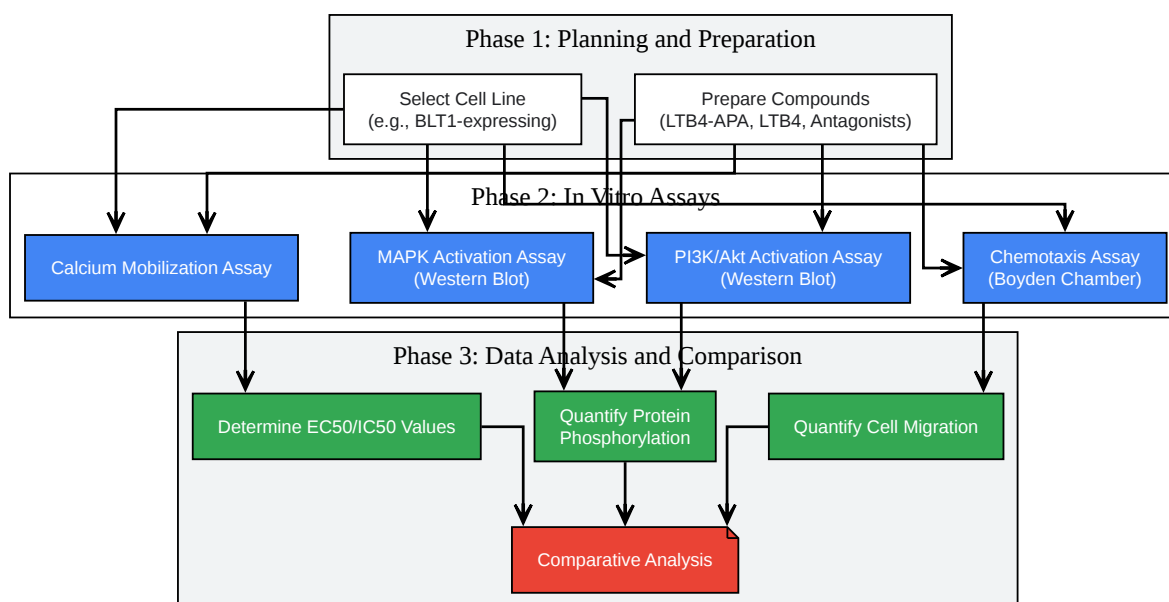 Phase 1: Planning and Preparation
Select Cell Line
(e.g., BLT1-expressing)
Prepare Compounds
(LTB4-APA, LTB4, Antagonists)
Phase 2: In Vitro Assays
Calcium Mobilization Assay
MAPK Activation Assay
(Western Blot)
PI3K/Akt Activation Assay
(Western Blot)
Chemotaxis Assay
(Boyden Chamber)
Phase 3: Data Analysis and Comparison
Determine EC50/IC50 Values
Quantify Protein
Phosphorylation
Quantify Cell Migration
Comparative Analysis